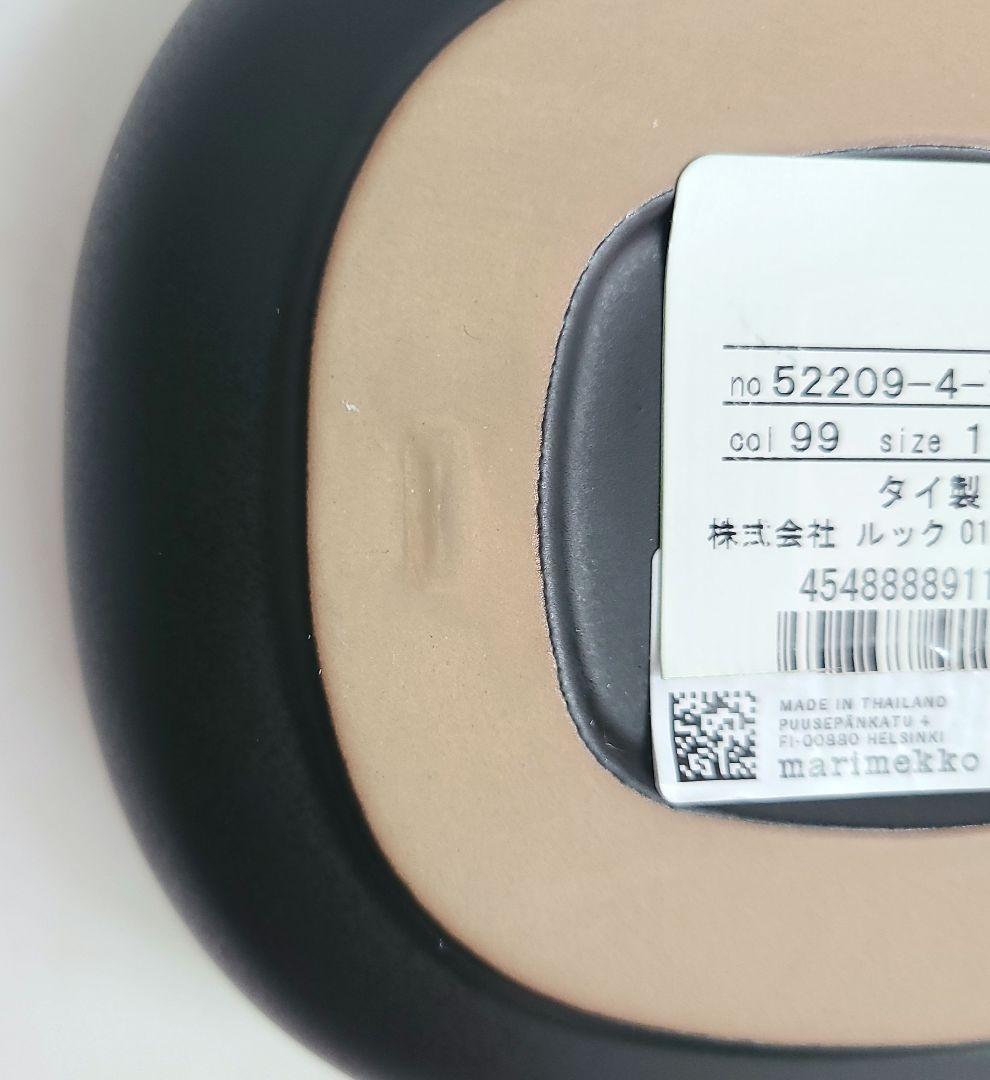 no 52209-4-
col 99 size 1
タイ製
株式会社 ルック 01
4548888911
MADE IN THAILAND
PUUSEPÄNKATU 4
FI-00880 HELSINKI
marimekko